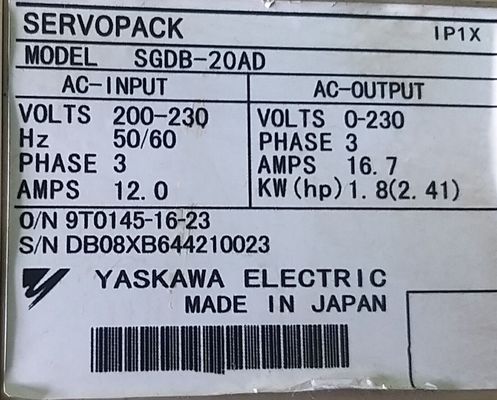 SERVOPACK IP1X
MODEL SGDB-20AD
AC-INPUT AC-OUTPUT
VOLTS 200-230 VOLTS 0-230
Hz 50/60 PHASE 3
PHASE 3 AMPS 16.7
AMPS 12.0 KW(hp) 1.8(2.41)
O/N 9T0145-16-23
S/N DB08XB644210023
YASKAWA ELECTRIC
MADE IN JAPAN